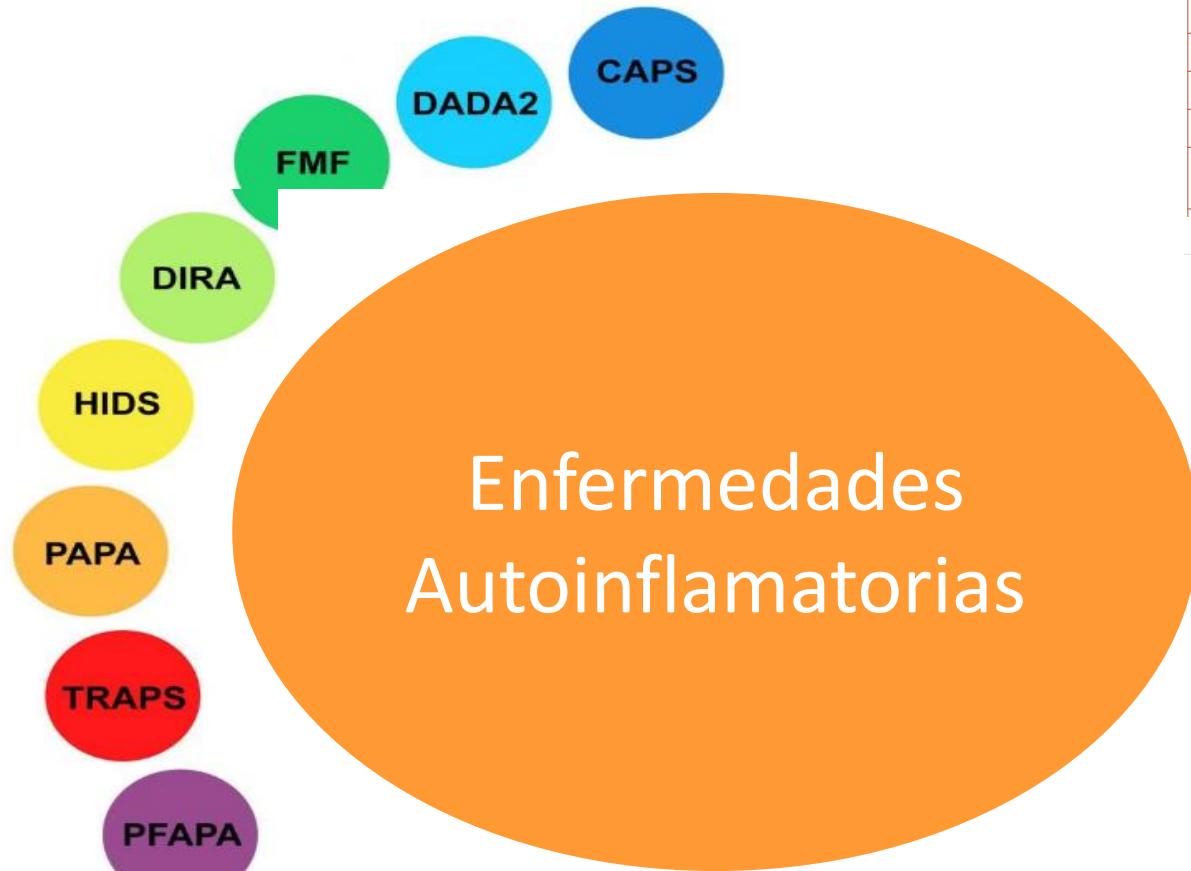 CAPS
DADA2
FMF
DIRA
HIDS
PAPA
TRAPS
PFAPA
Enfermedades
Autoinflamatorias